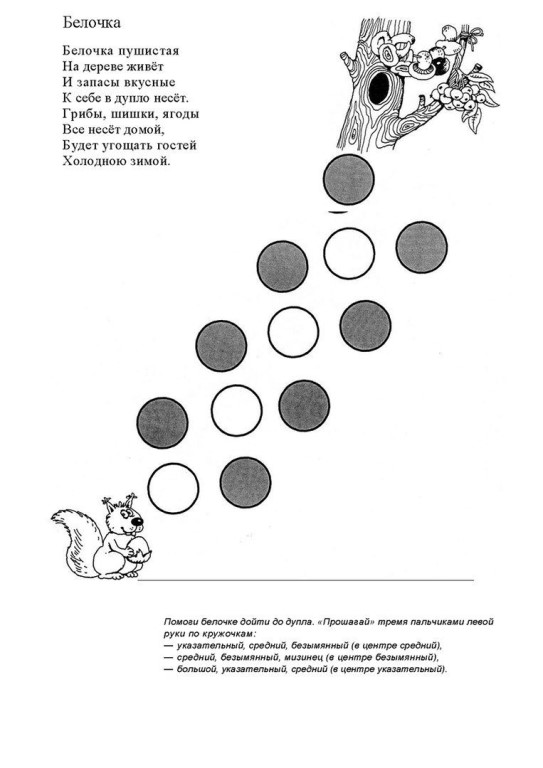 Белочка
Белочка пушистая
На дереве живёт
И запасы вкусные
К себе в дупло несёт.
Грибы, шишки, ягоды
Все несёт домой,
Будет угощать гостей
Холодною зимой.
Помоги белочке дойти до дупла. «Прошагай» тремя пальчиками левой
руки по кружочкам:
— указательный, средний, безымянный (в центре средний),
— средний, безымянный, мизинец (в центре безымянный),
— большой, указательный, средний (в центре указательный).